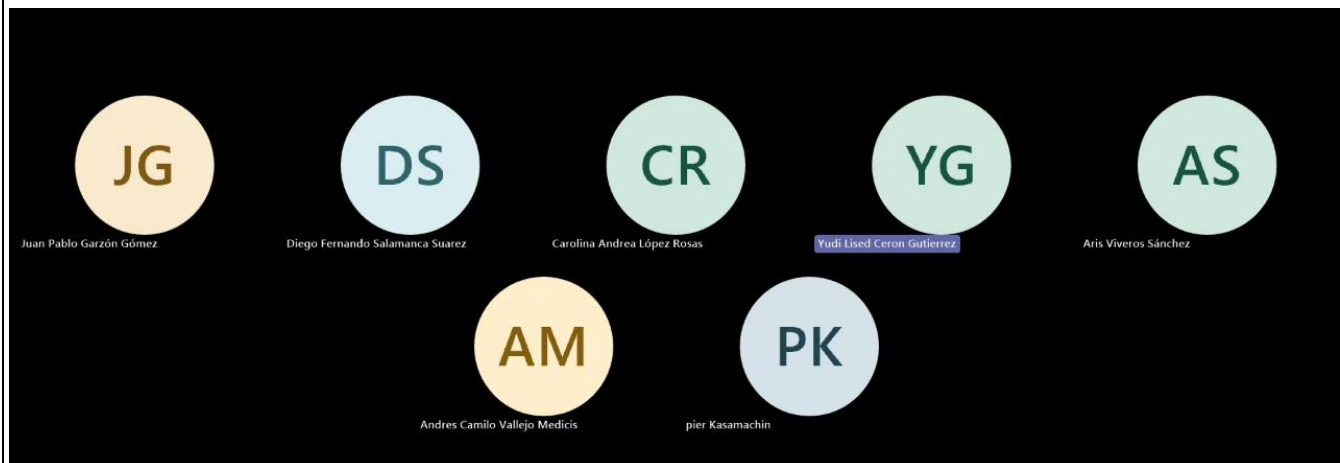 JG
DS
CR
YG
AS
Juan Pablo Garzón Gómez
Diego Fernando Salamanca Suarez
Carolina Andrea López Rosas
Yudi Lised Ceron Gutierrez
Aris Viveros Sánchez
AM
PK
Andres Camilo Vallejo Medicis
pier Kasamachin